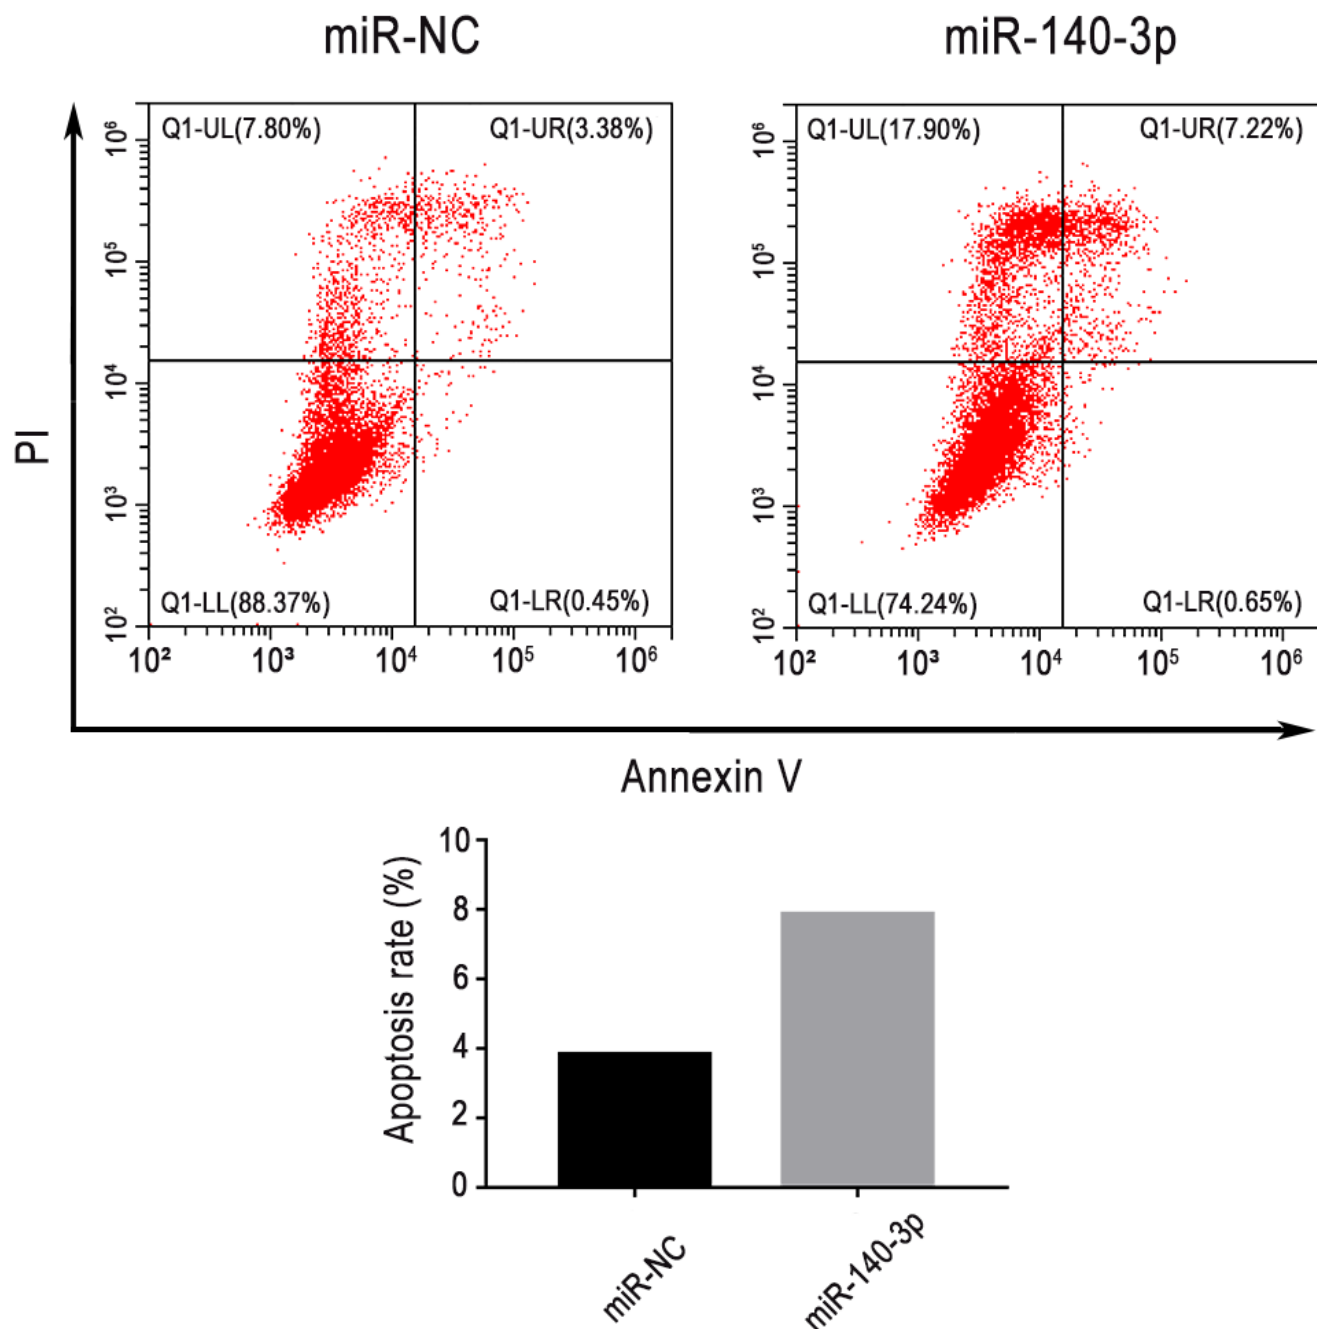 miR-NC
miR-140-3p
Q1-UL(7.80%)
Q1-UR(3.38%)
Q1-LL(88.37%)
Q1-LR(0.45%)
10⁶
10⁵
10⁴
10³
10²
10² 10³ 10⁴ 10⁵ 10⁶
Q1-UL(17.90%)
Q1-UR(7.22%)
Q1-LL(74.24%)
Q1-LR(0.65%)
10⁶
10⁵
10⁴
10³
10²
10² 10³ 10⁴ 10⁵ 10⁶
PI
Annexin V
Apoptosis rate (%)
10
8
6
4
2
0
miR-NC
miR-140-3p